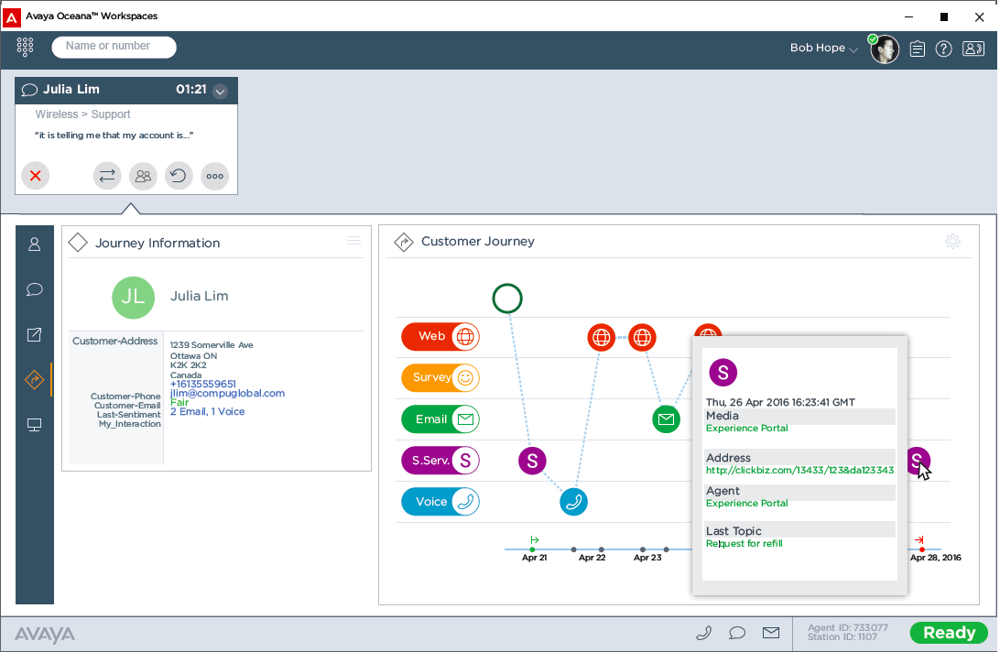 A Avaya Oceana™ Workspaces
Name or number
Bob Hope
Julia Lim 01:21
Wireless > Support
"it is telling me that my account is..."
Journey Information
JL Julia Lim
Customer-Address
1239 Somerville Ave
Ottawa ON
K2K 2K2
Canada
Customer-Phone +16135559651
Customer-Email jlim@compuglobal.com
Last-Sentiment Fair
My_Interaction 2 Email, 1 Voice
Customer Journey
Web
Survey
Email
S.Serv. S
S
S
Voice
Apr 21 Apr 22 Apr 23 Apr 28, 2016
S
Thu, 26 Apr 2016 16:23:41 GMT
Media
Experience Portal
Address
http://clickbiz.com/13433/123&da123343
Agent
Experience Portal
Last Topic
Request for refill
AVAYA
Agent ID: 733077
Station ID: 1107
Ready